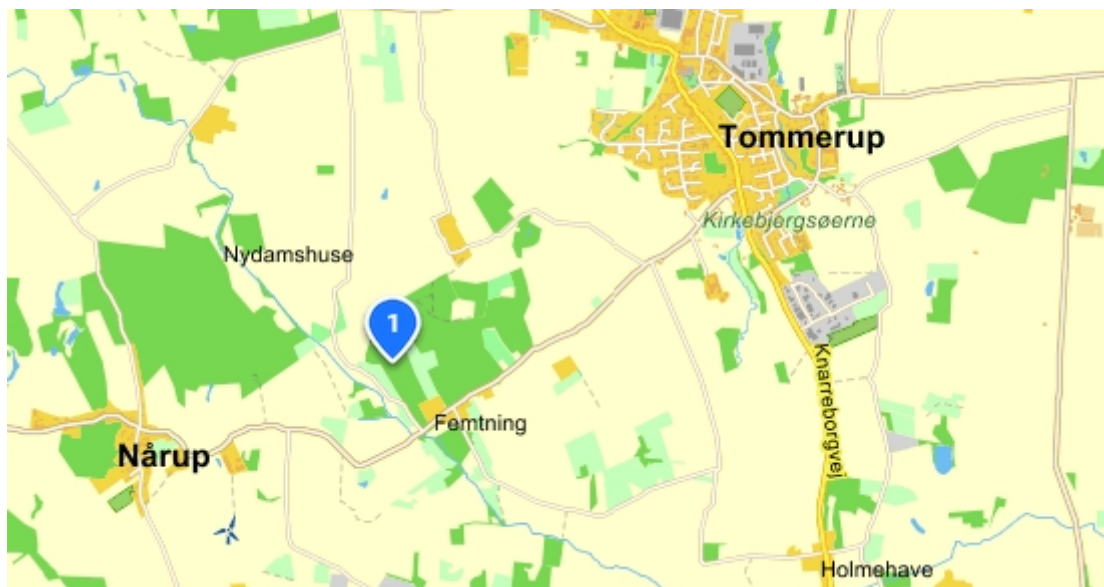 Tommerup
Kirkebjergsøerne
Nydamshuse
1
Knarreborgvej
Femtning
Nårup
Holmehave